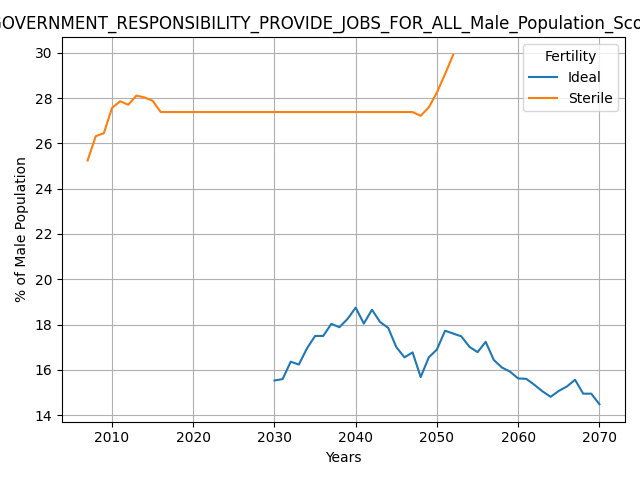 GOVERNMENT_RESPONSIBILITY_PROVIDE_JOBS_FOR_ALL_Male_Population_Sco
30
28
26
24
22
20
18
16
14
% of Male Population
Fertility
Ideal
Sterile
2010 2020 2030 2040 2050 2060 2070
Years